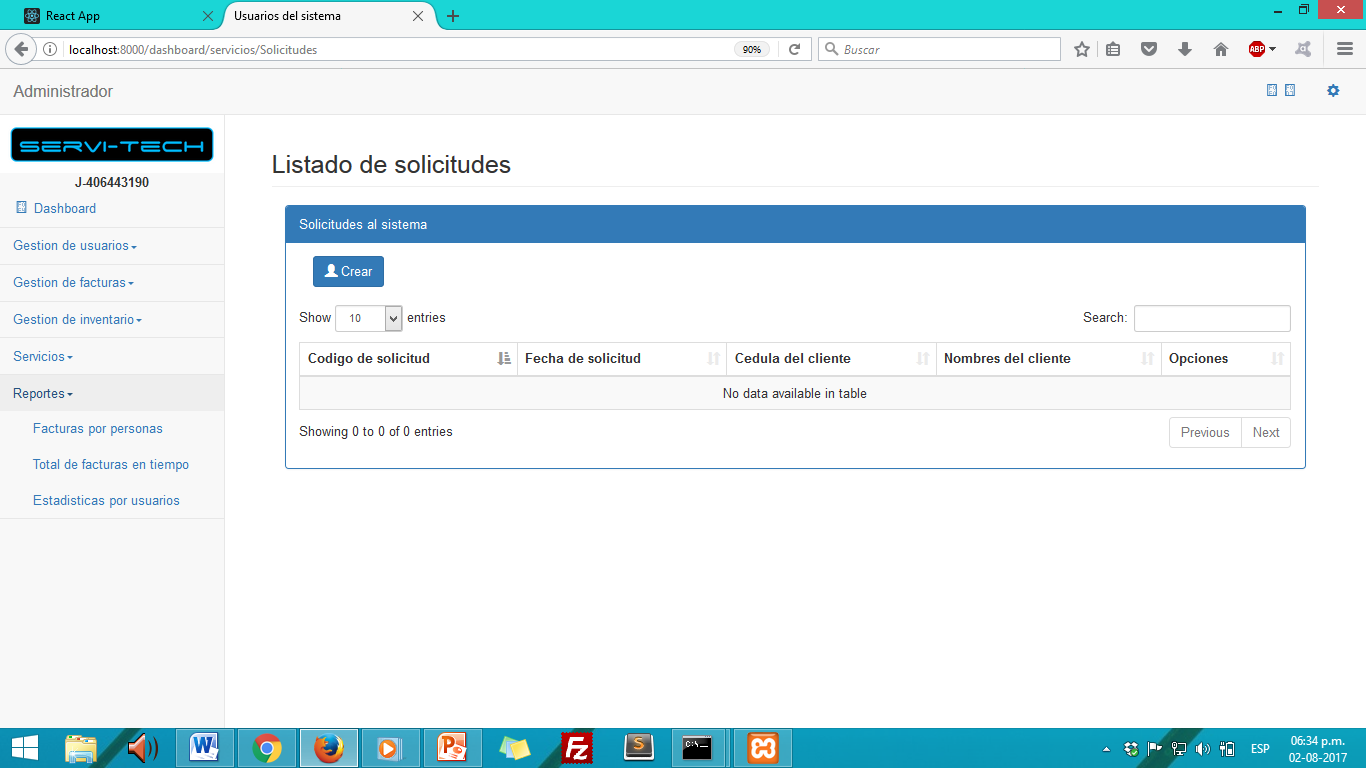 React App
Usuarios del sistema
localhost:8000/dashboard/servicios/Solicitudes
90%
Buscar
ABP
Administrador
SERVI-TECH
J-406443190
Dashboard
Gestion de usuarios
Gestion de facturas
Gestion de inventario
Servicios
Reportes
Facturas por personas
Total de facturas en tiempo
Estadisticas por usuarios
Listado de solicitudes
Solicitudes al sistema
Crear
Show 10 entries
Search:
Codigo de solicitud Fecha de solicitud Cedula del cliente Nombres del cliente Opciones
No data available in table
Showing 0 to 0 of 0 entries
Previous Next
ESP
06:34 p.m.
02-08-2017